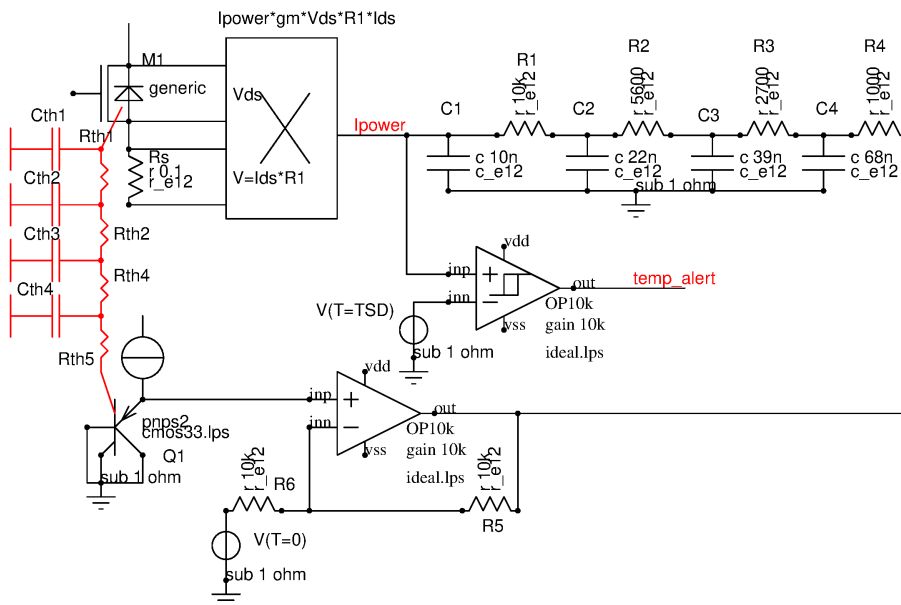 Ipower*gm*Vds*R1*Ids
M1
generic
Vds
V=Ids*R1
Rs
r 0.1
r_e12
Ipower
C1
R1
r 10k
r_e12
C2
R2
r 5600
r_e12
C3
R3
r 2700
r_e12
C4
R4
r 1000
r_e12
c 10n
c_e12
c 22n
c_e12
c 39n
c_e12
c 68n
c_e12
sub 1 ohm
Cth1
Rth1
Cth2
Rth2
Cth3
Rth4
Cth4
Rth5
vdd
inp
inn
out
vss
OP10k
gain 10k
ideal.lps
temp_alert
V(T=TSD)
sub 1 ohm
vdd
inp
inn
out
vss
OP10k
gain 10k
ideal.lps
pnps2
cmos33.lps
Q1
sub 1 ohm
r 10k
r_e12
R6
r 10k
r_e12
R5
V(T=0)
sub 1 ohm